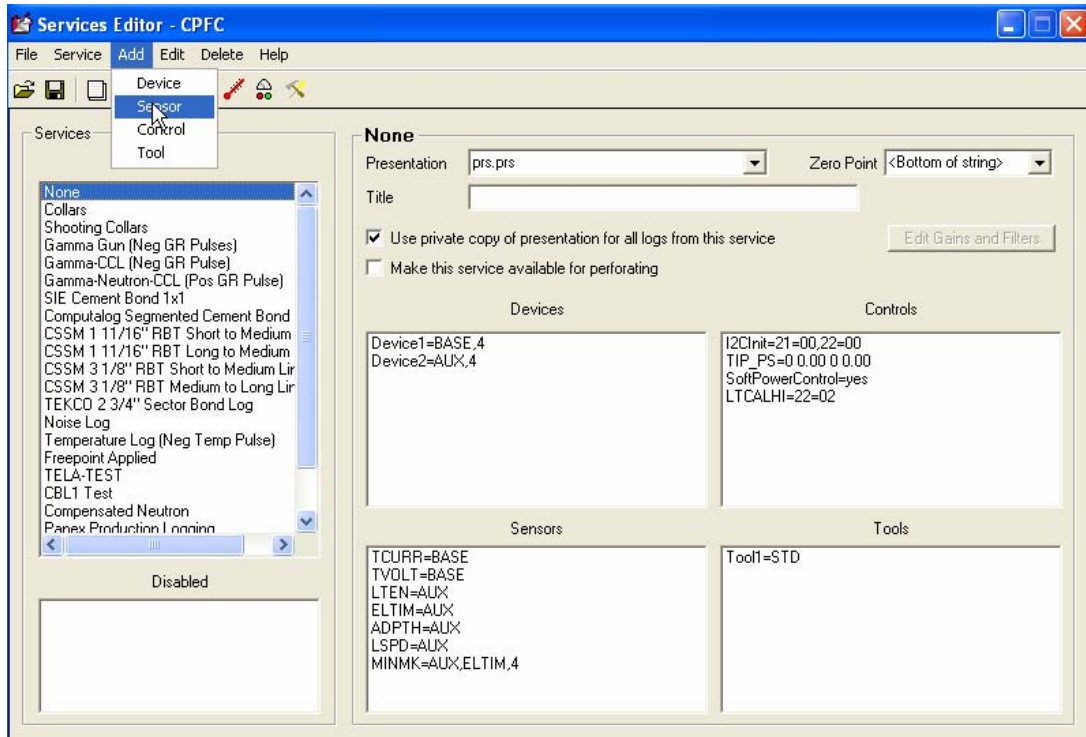 Services Editor - CPFC
File Service Add Edit Delete Help
Device
Sensor
Control
Tool
Services
None
Collars
Shooting Collars
Gamma Gun (Neg GR Pulses)
Gamma-CCL (Neg GR Pulses)
Gamma-Neutron-CCL (Pos GR Pulse)
SIE Cement Bond 1x1
Computalog Segmented Cement Bond
CSSM 1 11/16" RBT Short to Medium
CSSM 1 11/16" RBT Long to Medium
CSSM 3 1/8" RBT Short to Medium Lir
CSSM 3 1/8" RBT Medium to Long Lir
TEKCO 2 3/4" Sector Bond Log
Noise Log
Temperature Log (Neg Temp Pulse)
Freepoint Applied
TELA-TEST
CBL1 Test
Compensated Neutron
Panex Production Logging
Disabled
None
Presentation prs.prs Zero Point <Bottom of string>
Title
Use private copy of presentation for all logs from this service Edit Gains and Filters
Make this service available for perforating
Devices
Device1=BASE,4
Device2=AUX,4
Controls
I2CInit=21=00,22=00
TIP_PS=0 0.00 0 0.00
SoftPowerControl=yes
LTCALHI=22=02
Sensors
TCURR=BASE
TVOLT=BASE
LTEN=AUX
ELTIM=AUX
ADPTH=AUX
LSPD=AUX
MINMK=AUX,ELTIM,4
Tools
Tool1=STD